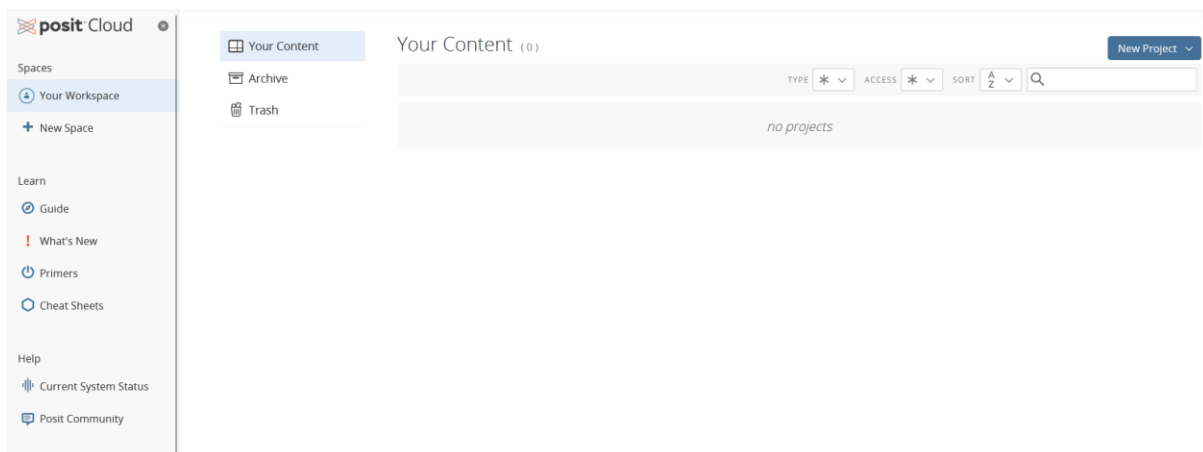 posit Cloud
Spaces
Your Workspace
New Space
Learn
Guide
What's New
Primers
Cheat Sheets
Help
Current System Status
Posit Community
Your Content
Archive
Trash
Your Content (0)
New Project
TYPE ACCESS SORT A Z
no projects